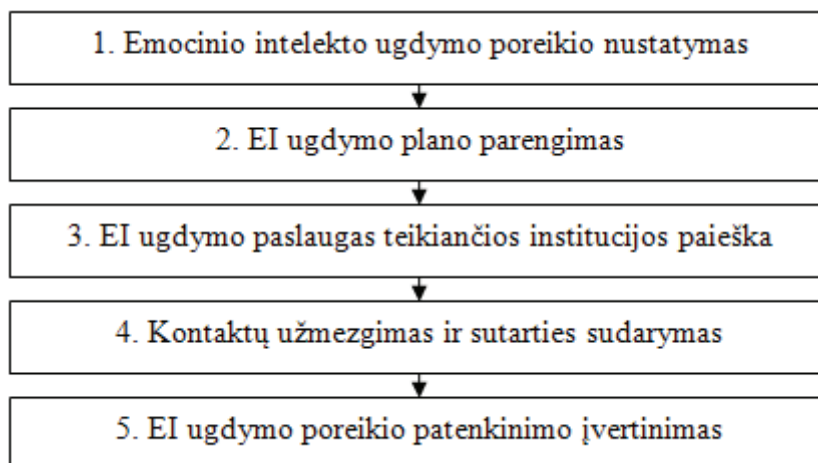 1. Emocinio intelekto ugdymo poreikio nustatymas
2. EI ugdymo plano parengimas
3. EI ugdymo paslaugas teikiančios institucijos paieška
4. Kontaktų užmezgimas ir sutarties sudarymas
5. EI ugdymo poreikio patenkinimo įvertinimas